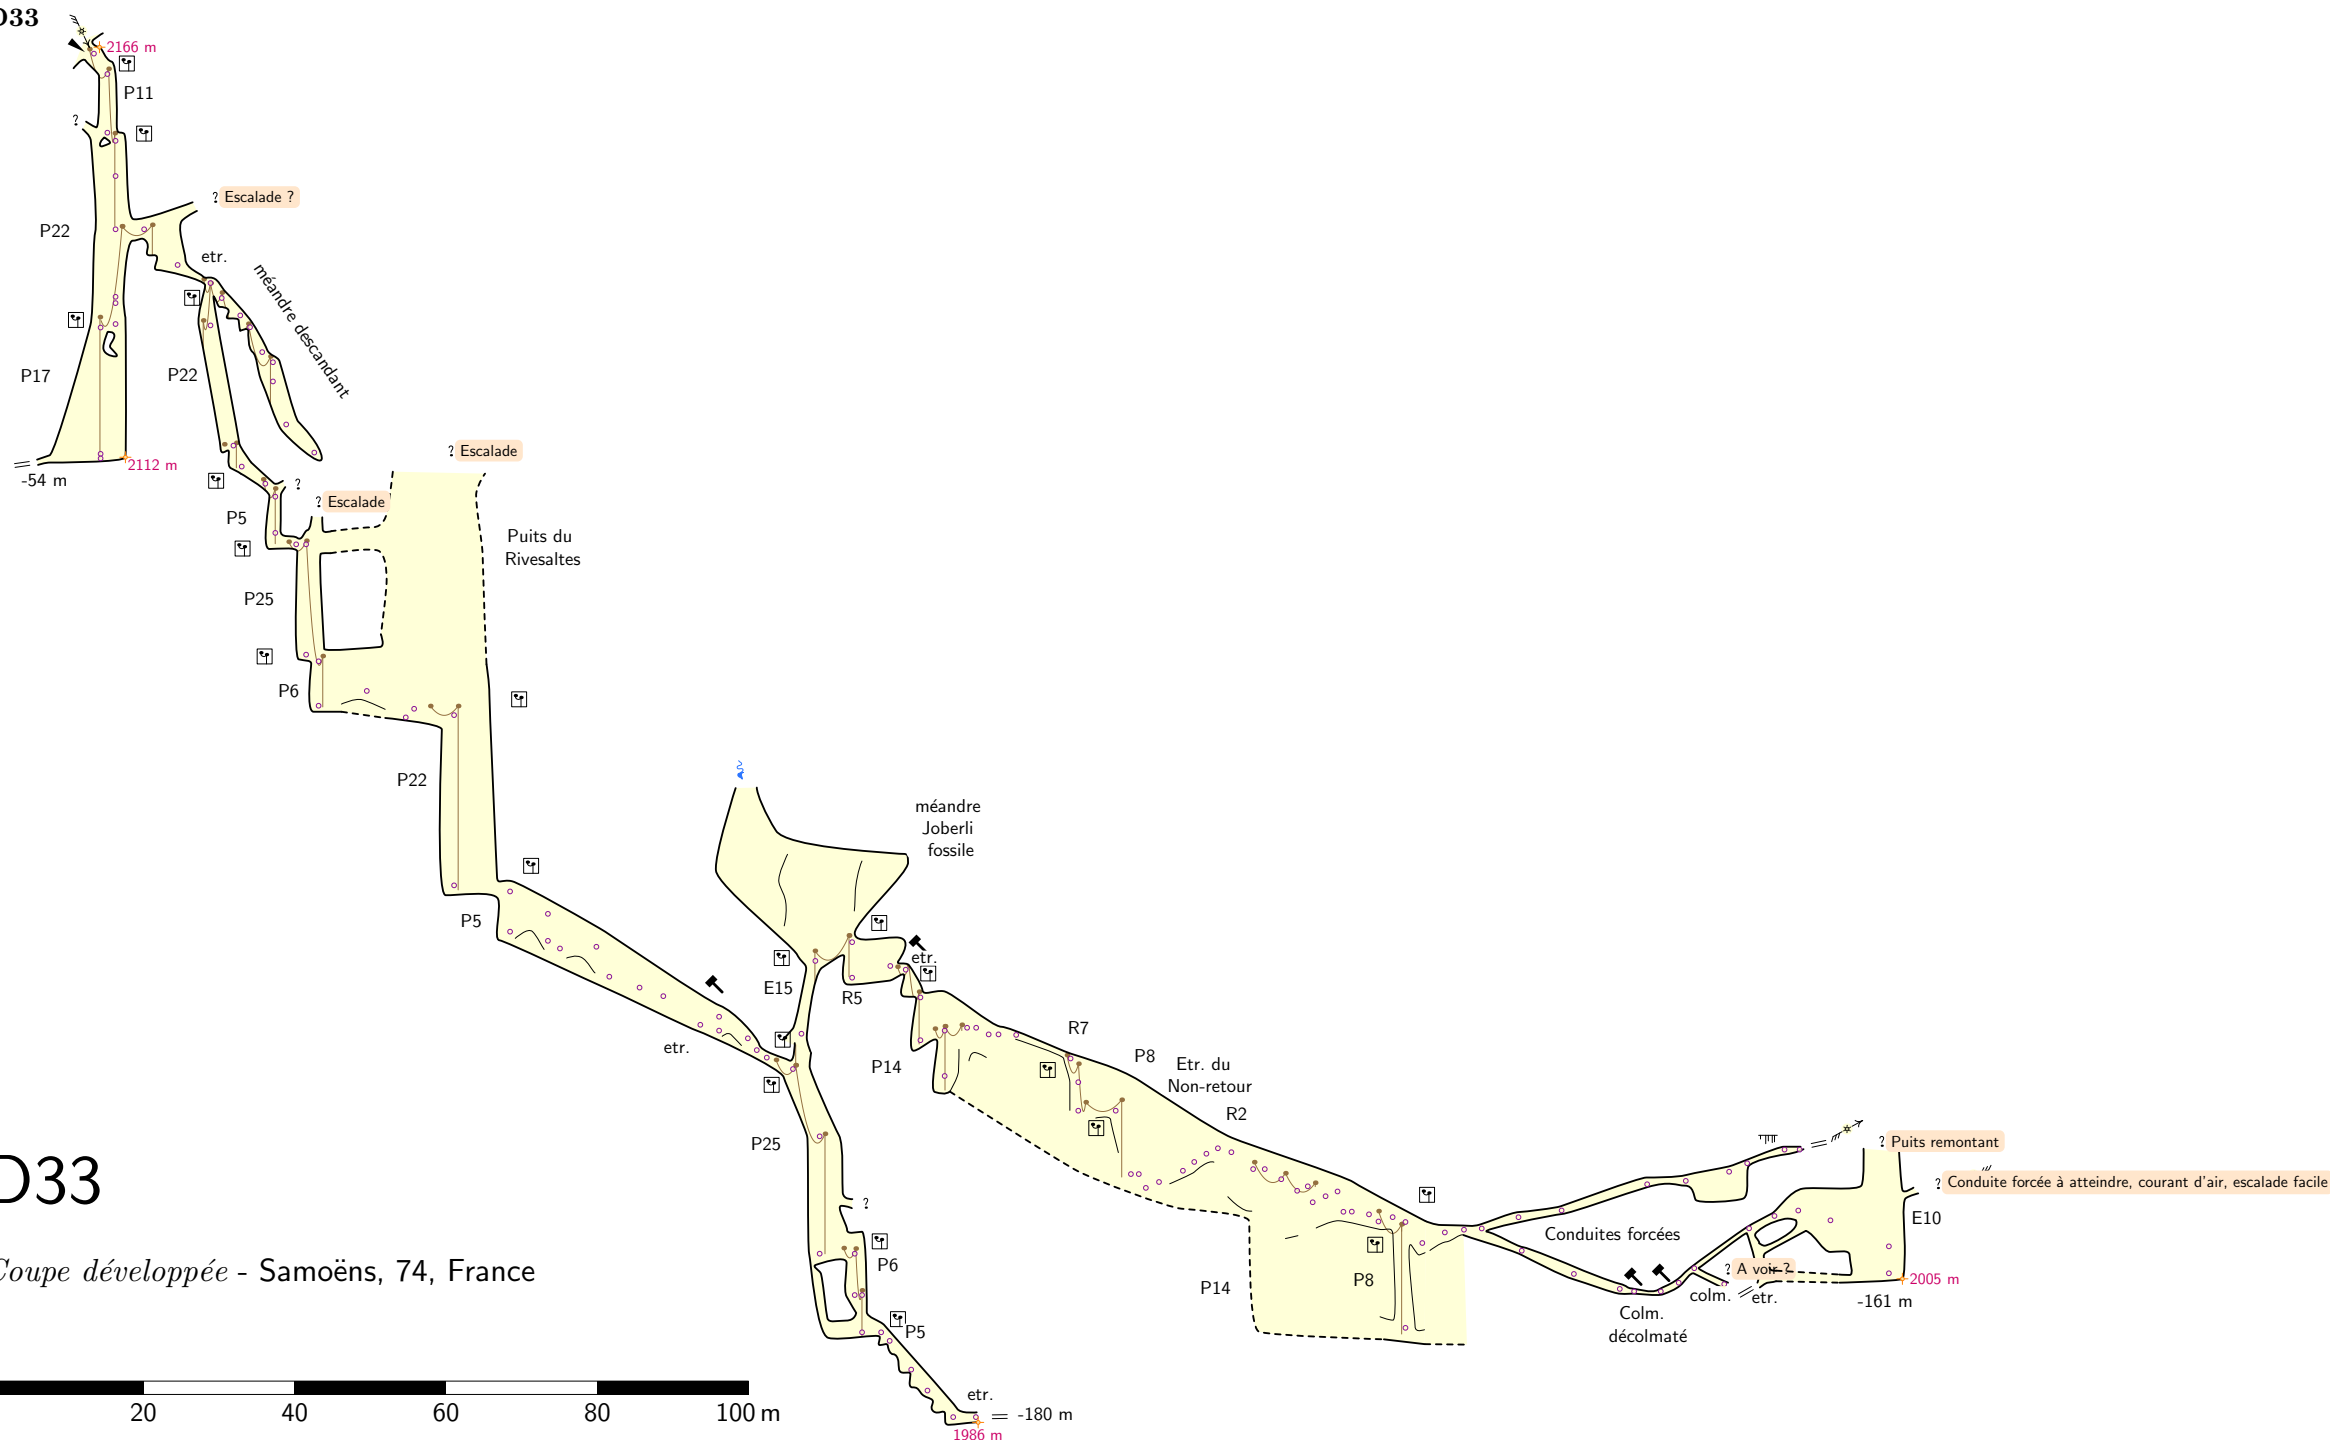 D33
2166 m
P11
?
? Escalade ?
P22
etr.
méandre descandant
P17
P22
2112 m
-54 m
? Escalade
?
? Escalade
P5
Puits du
Rivesaltes
P25
P6
P22
méandre
Joberli
fossile
P5
etr.
E15
R5
etr.
P14
R7
P8
Etr. du
Non-retour
R2
P25
?
P6
P5
etr.
-180 m
1986 m
P14
P8
Conduites forcées
? Puits remontant
? Conduite forcée à atteindre, courant d'air, escalade facile
E10
? A voir ?
2005 m
colm.
etr.
-161 m
Colm.
décolmaté
D33
Coupe développée - Samoëns, 74, France
20 40 60 80 100 m